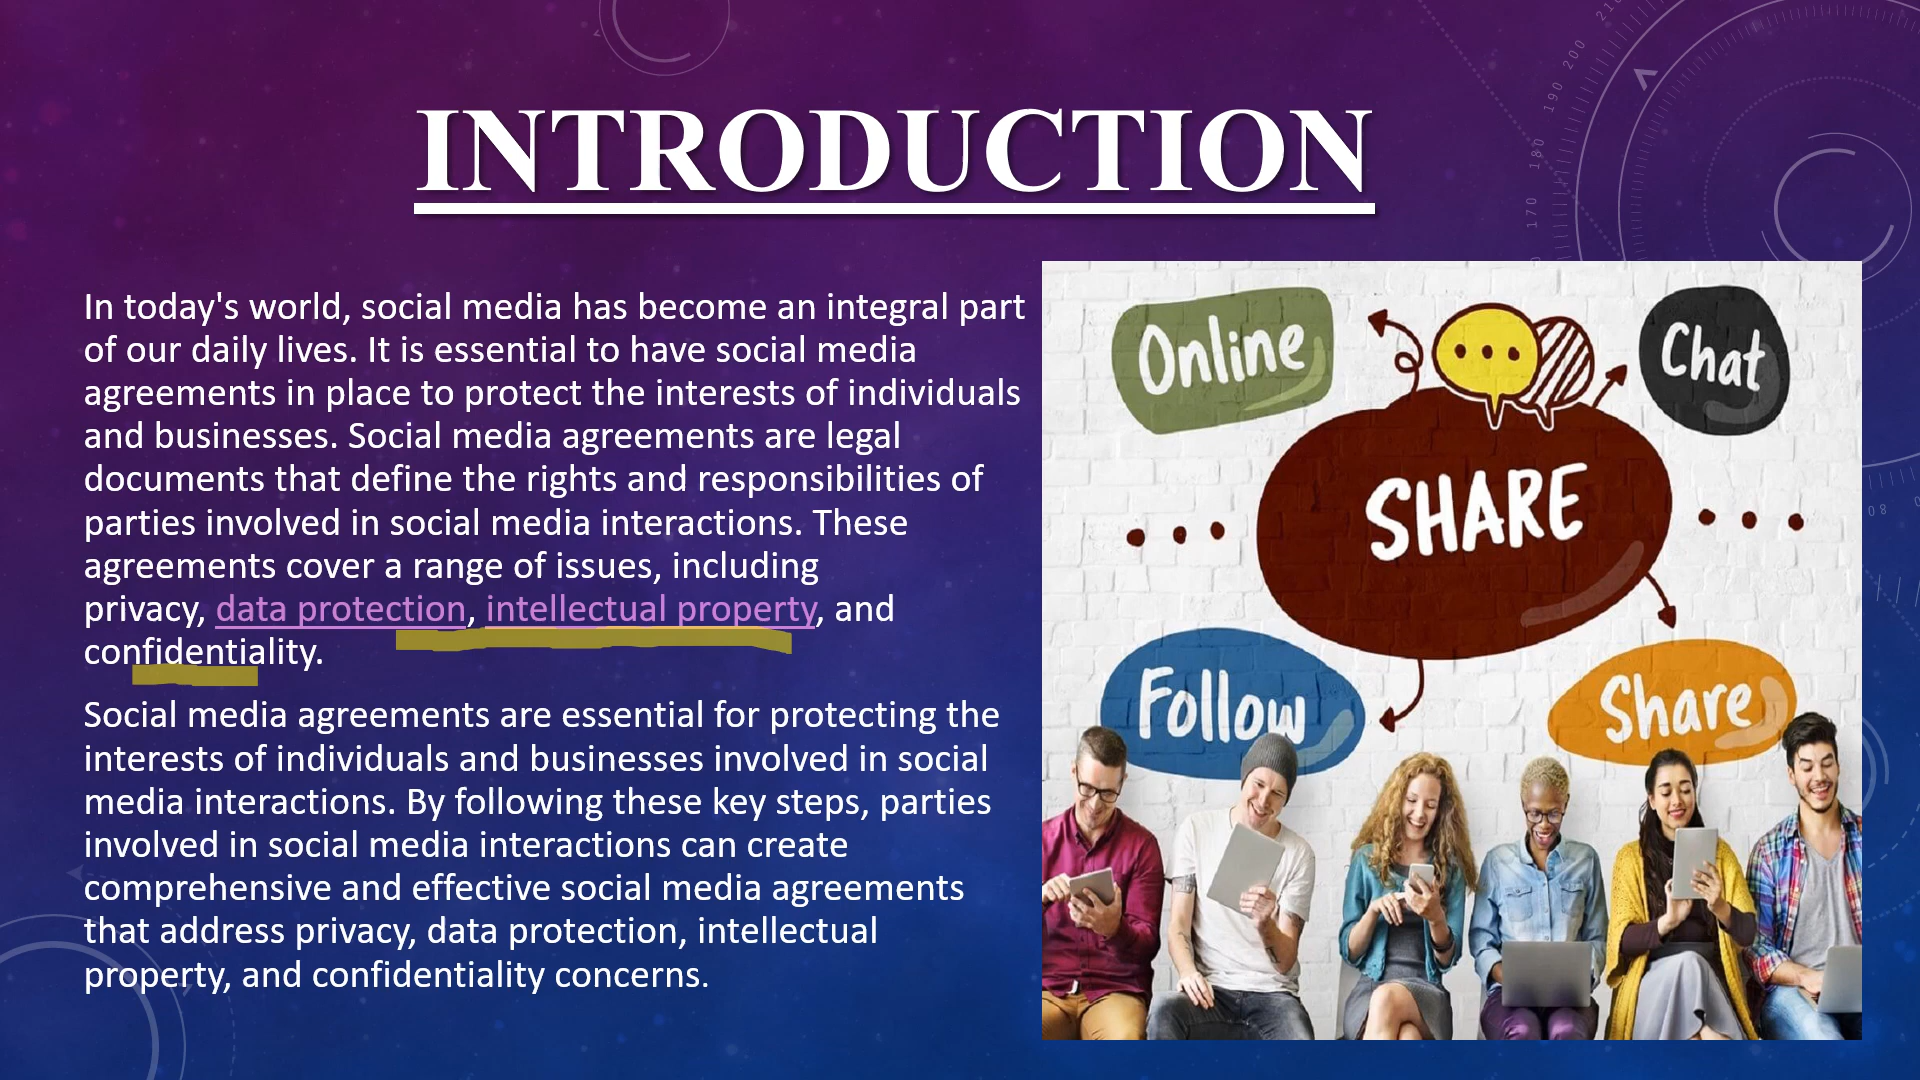 INTRODUCTION
In today's world, social media has become an integral part
of our daily lives. It is essential to have social media
agreements in place to protect the interests of individuals
and businesses. Social media agreements are legal
documents that define the rights and responsibilities of
parties involved in social media interactions. These
agreements cover a range of issues, including
privacy, data protection, intellectual property, and
confidentiality.
Social media agreements are essential for protecting the
interests of individuals and businesses involved in social
media interactions. By following these key steps, parties
involved in social media interactions can create
comprehensive and effective social media agreements
that address privacy, data protection, intellectual
property, and confidentiality concerns.
Online
Chat
SHARE
Follow
Share
210
200
190
180
170
80